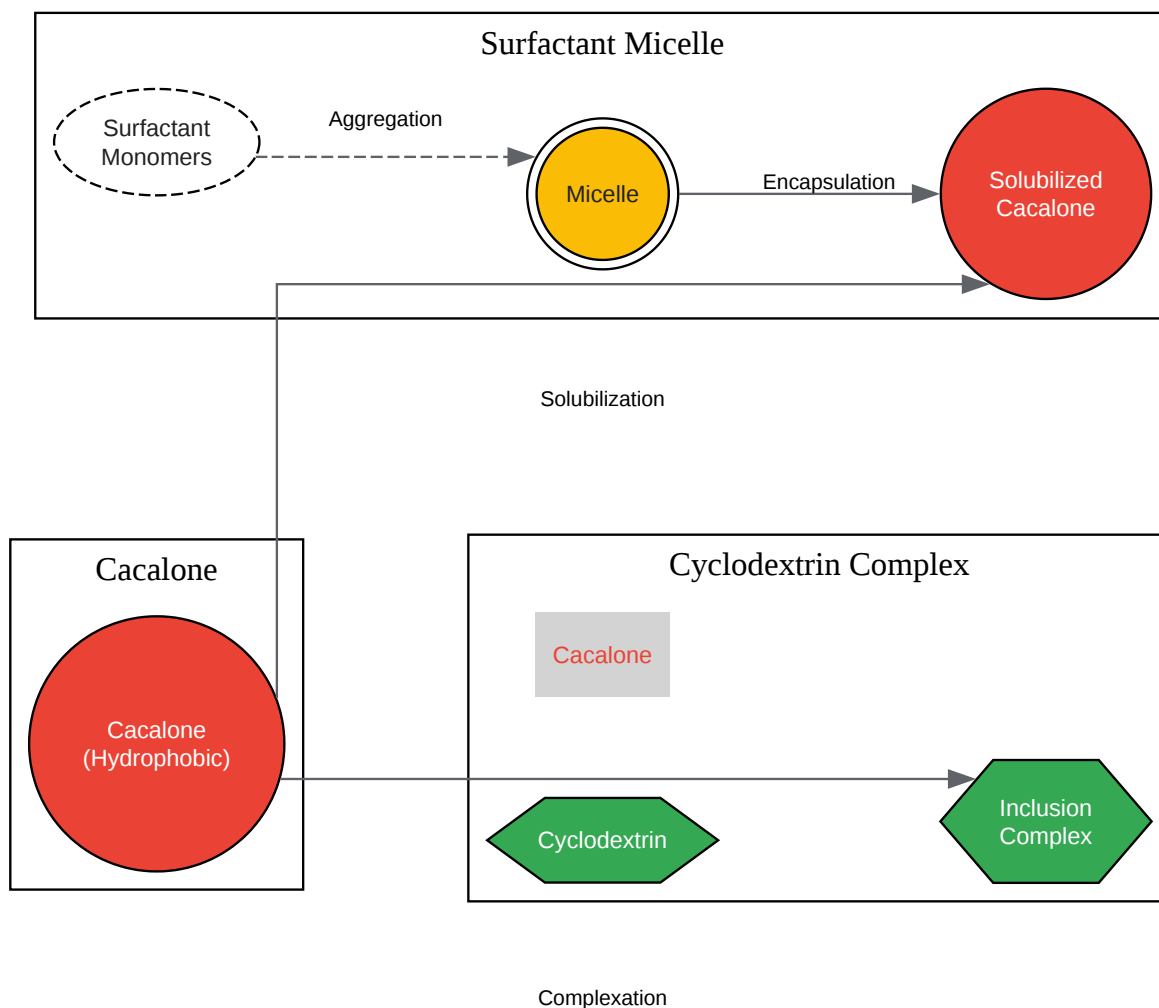 Surfactant Micelle
Surfactant
Monomers
Aggregation
Micelle
Encapsulation
Solubilized
Cacalone
Solubilization
Cacalone
Cacalone
(Hydrophobic)
Cyclodextrin Complex
Cacalone
Cyclodextrin
Inclusion
Complex
Complexation